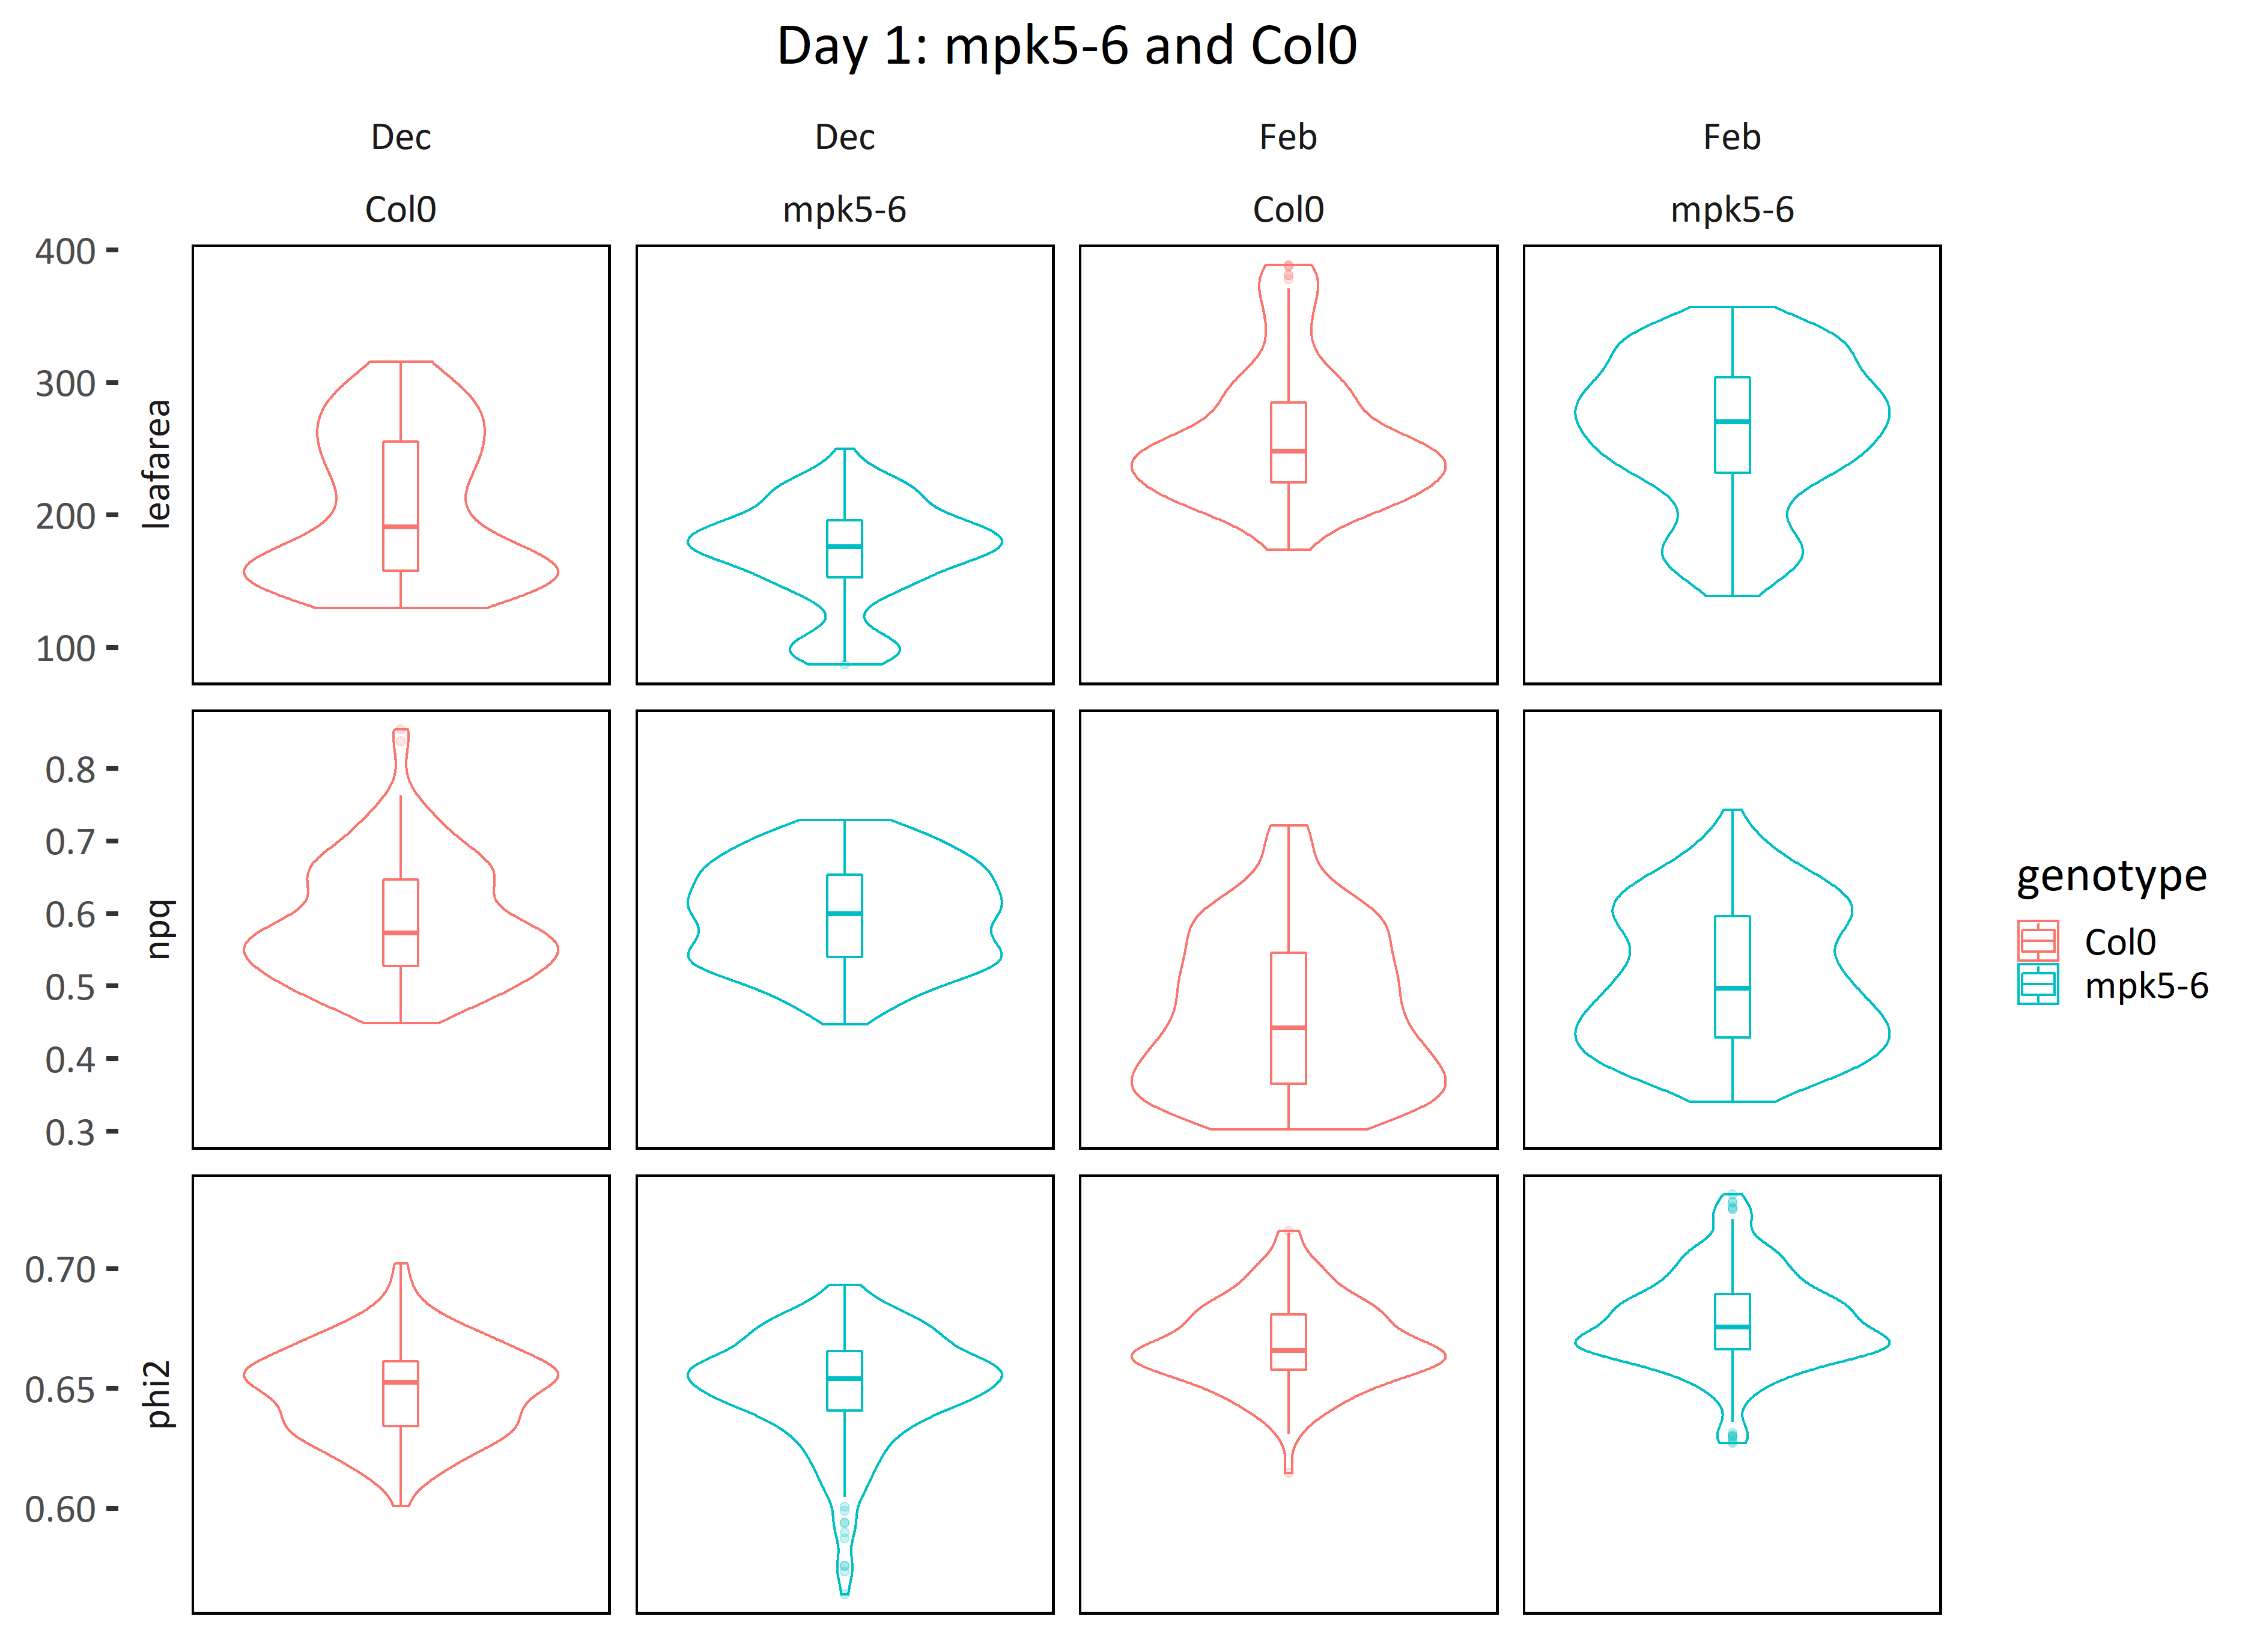 Day 1: mpk5-6 and Col0
Dec Dec Feb Feb
Col0 mpk5-6 Col0 mpk5-6
400
300
200
100
leafarea
0.8
0.7
0.6
0.5
0.4
0.3
npq
0.70
0.65
0.60
phi2
genotype
Col0
mpk5-6